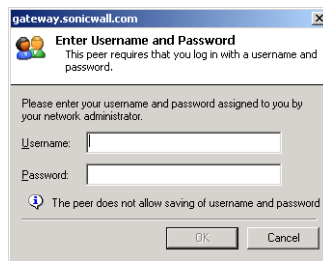 gateway.sonicwall.com
Enter Username and Password
This peer requires that you log in with a username and
password.
Please enter your username and password assigned to you by
your network administrator.
Username:
Password:
The peer does not allow saving of username and password
OK
Cancel